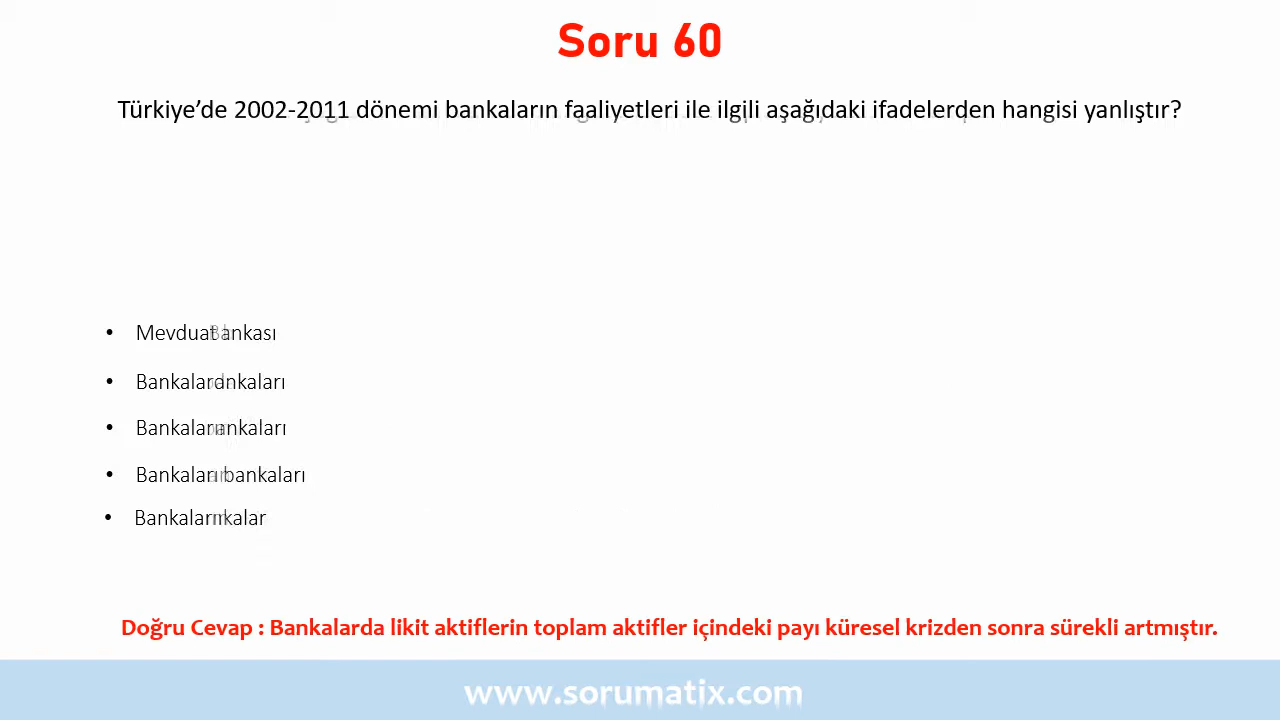 Soru 60
Türkiye’de 2002-2011 dönemi bankaların faaliyetleri ile ilgili aşağıdaki ifadelerden hangisi yanlıştır?
• 
• 
• 
• 
• 
Doğru Cevap : Bankalarda likit aktiflerin toplam aktifler içindeki payı küresel krizden sonra sürekli artmıştır.
www.sorumatix.com